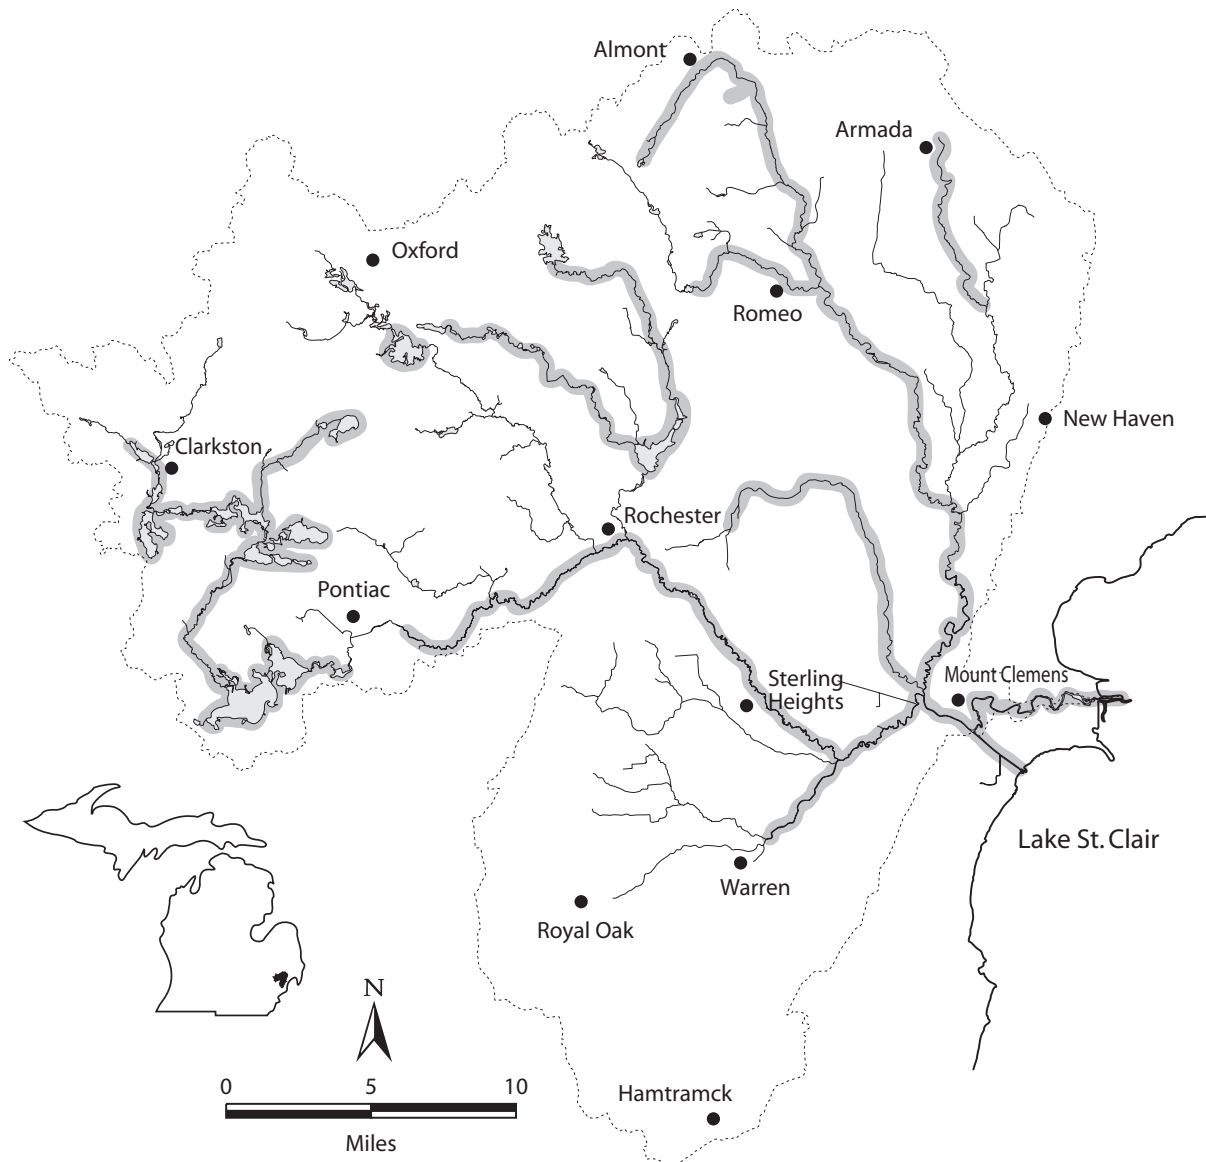 Almont
Armada
Oxford
Romeo
New Haven
Clarkston
Rochester
Pontiac
Mount Clemens
Sterling
Heights
Lake St. Clair
Warren
Royal Oak
N
0 5 10
Miles
Hamtramck